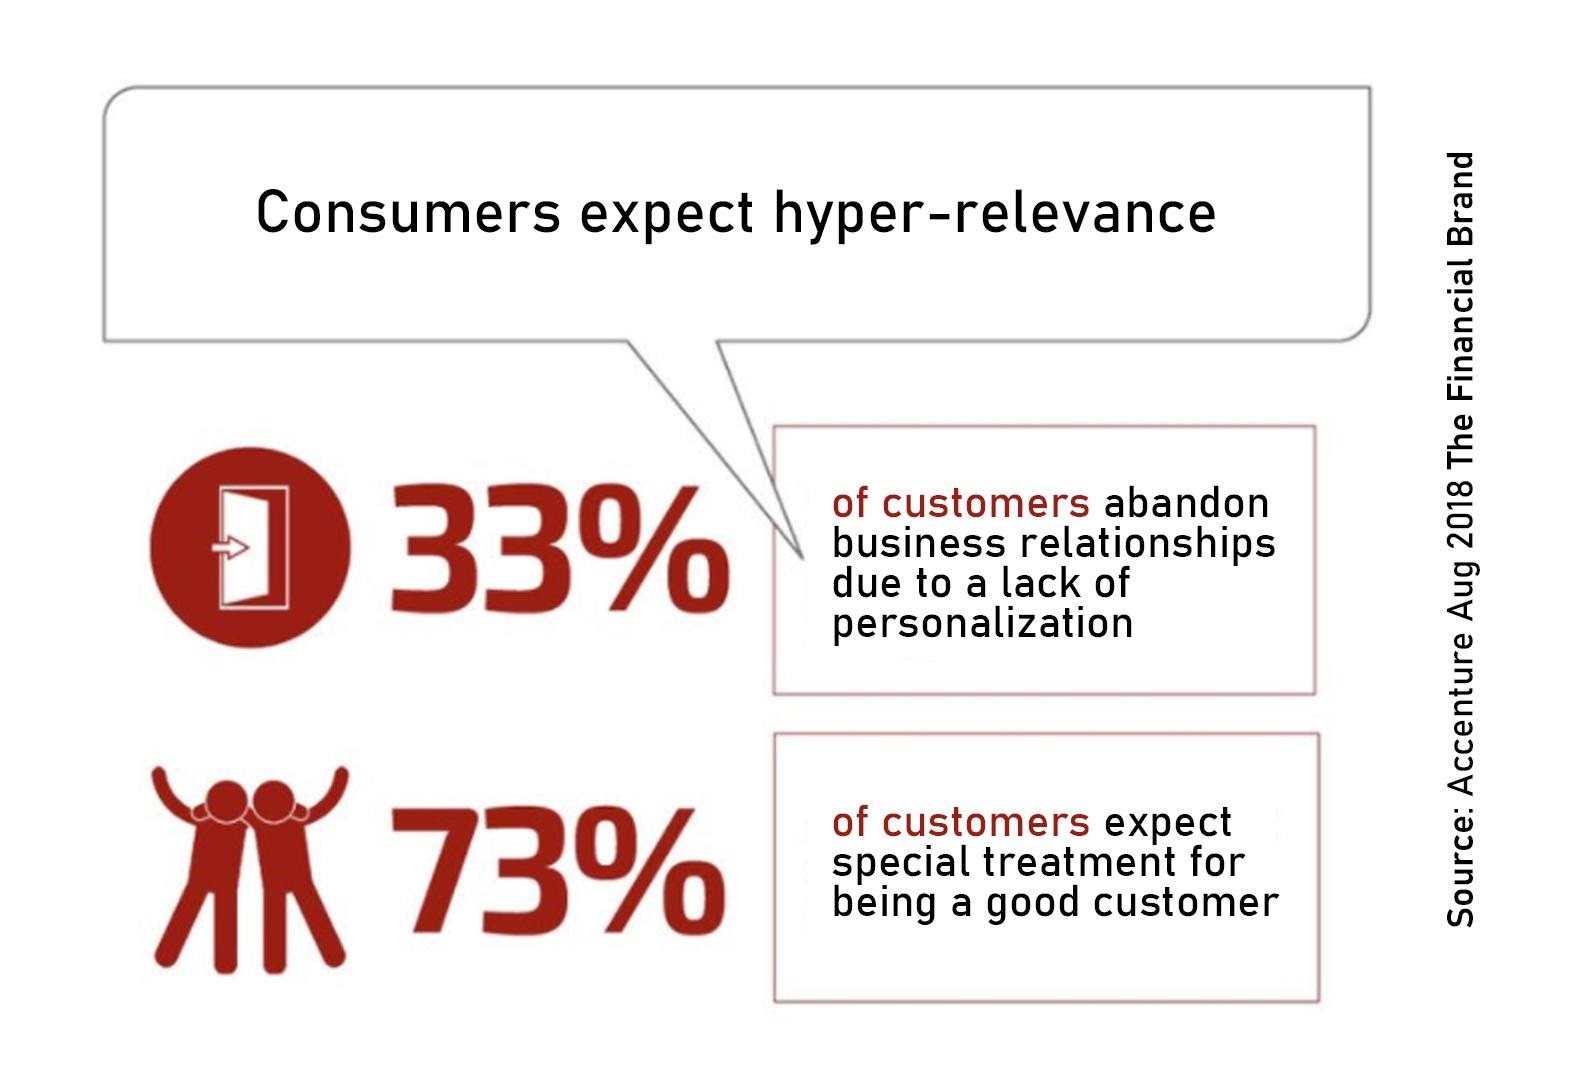 Consumers expect hyper-relevance
33%
of customers abandon
business relationships
due to a lack of
personalization
73%
of customers expect
special treatment for
being a good customer
Source: Accenture Aug 2018 The Financial Brand